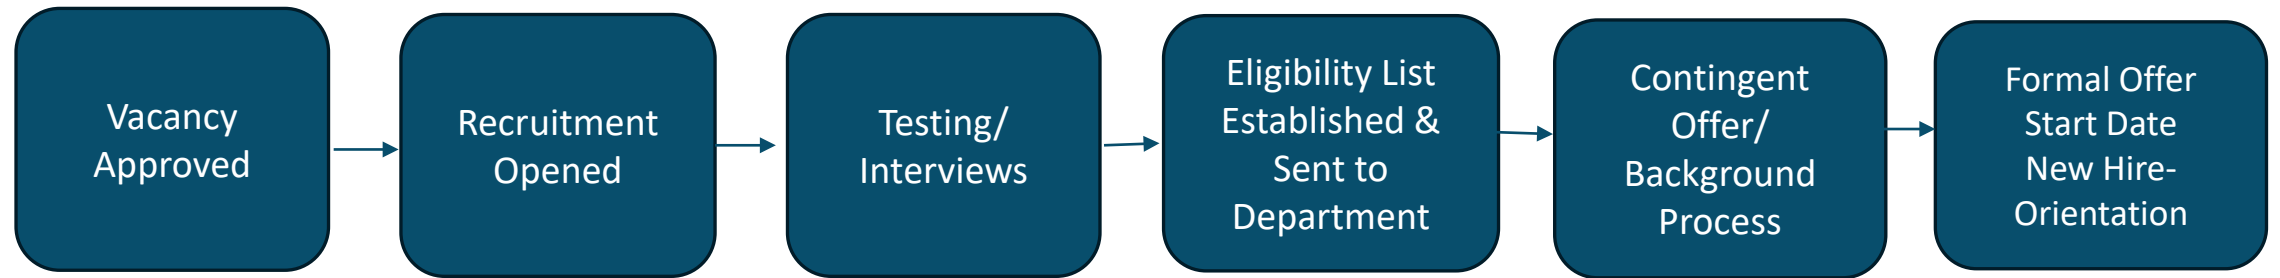 Vacancy
Approved
Recruitment
Opened
Testing/
Interviews
Eligibility List
Established &
Sent to
Department
Contingent
Offer/
Background
Process
Formal Offer
Start Date
New Hire-
Orientation